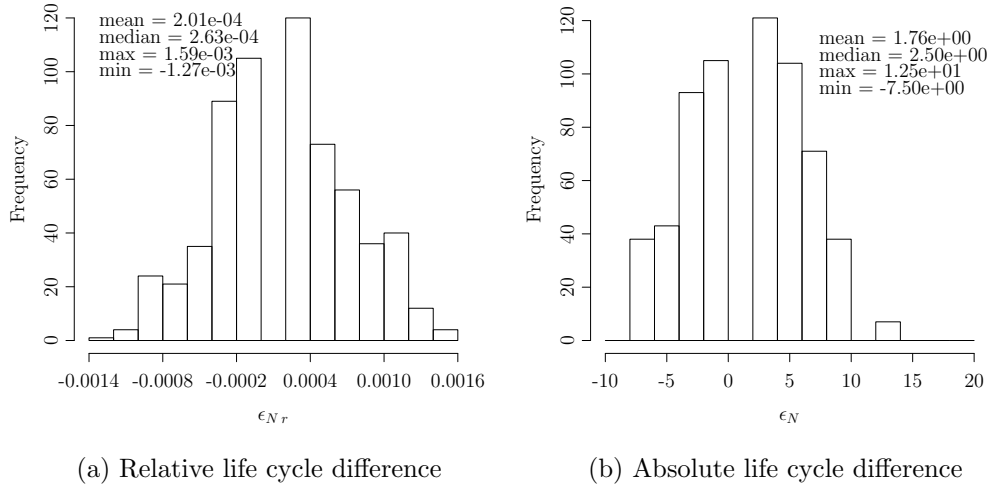 mean = 2.01e-04
median = 2.63e-04
max = 1.59e-03
min = -1.27e-03
Frequency
0 20 40 60 80 100 120
-0.0014 -0.0008 -0.0002 0.0004 0.0010 0.0016
ϵN r
(a) Relative life cycle difference
mean = 1.76e+00
median = 2.50e+00
max = 1.25e+01
min = -7.50e+00
Frequency
0 20 40 60 80 100 120
-10 -5 0 5 10 15 20
ϵN
(b) Absolute life cycle difference